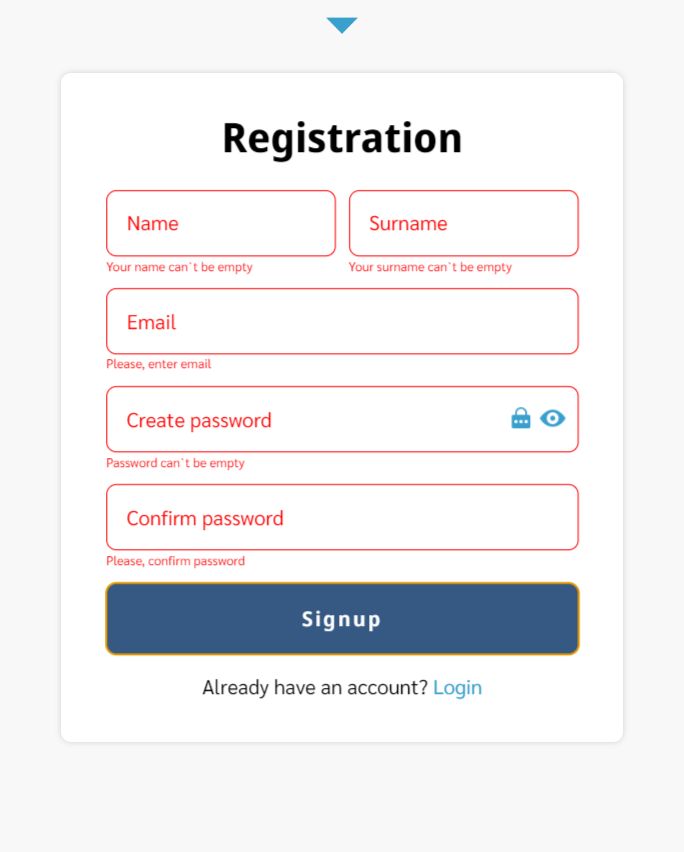 Registration
Name Surname
Your name can`t be empty Your surname can`t be empty
Email
Please, enter email
Create password
Password can`t be empty
Confirm password
Please, confirm password
Signup
Already have an account? Login